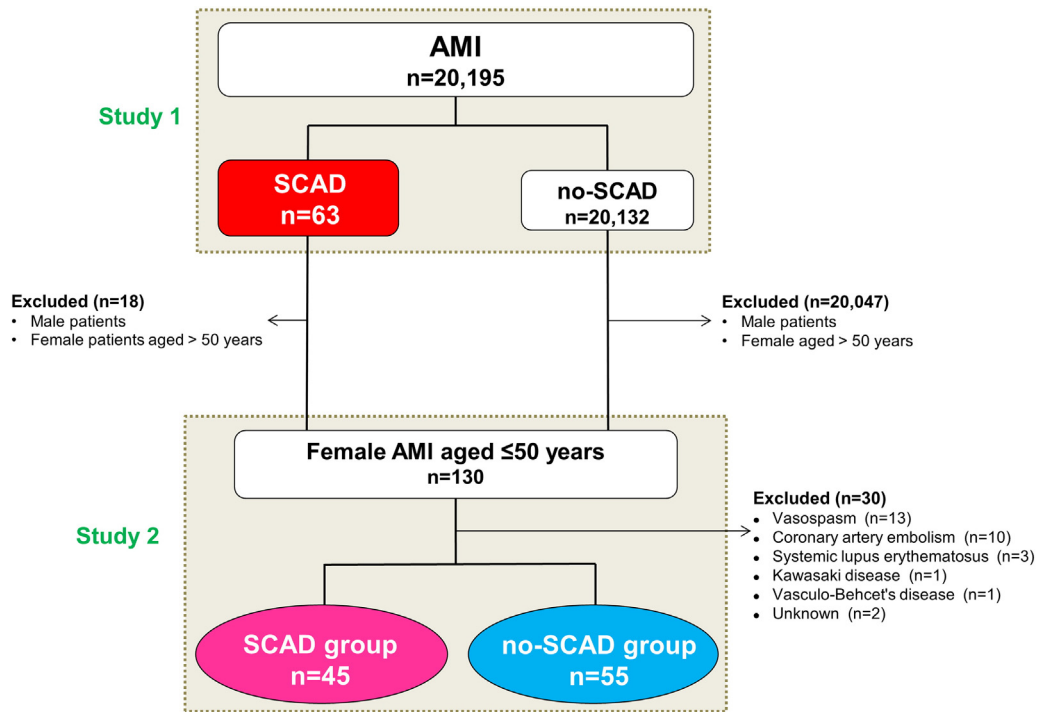 AMI
n=20,195
Study 1
SCAD
n=63
no-SCAD
n=20,132
Excluded (n=18)
• Male patients
• Female patients aged > 50 years
Excluded (n=20,047)
• Male patients
• Female aged > 50 years
Female AMI aged ≤50 years
n=130
Study 2
Excluded (n=30)
• Vasospasm (n=13)
• Coronary artery embolism (n=10)
• Systemic lupus erythematosus (n=3)
• Kawasaki disease (n=1)
• Vasculo-Behcet's disease (n=1)
• Unknown (n=2)
SCAD group
n=45
no-SCAD group
n=55